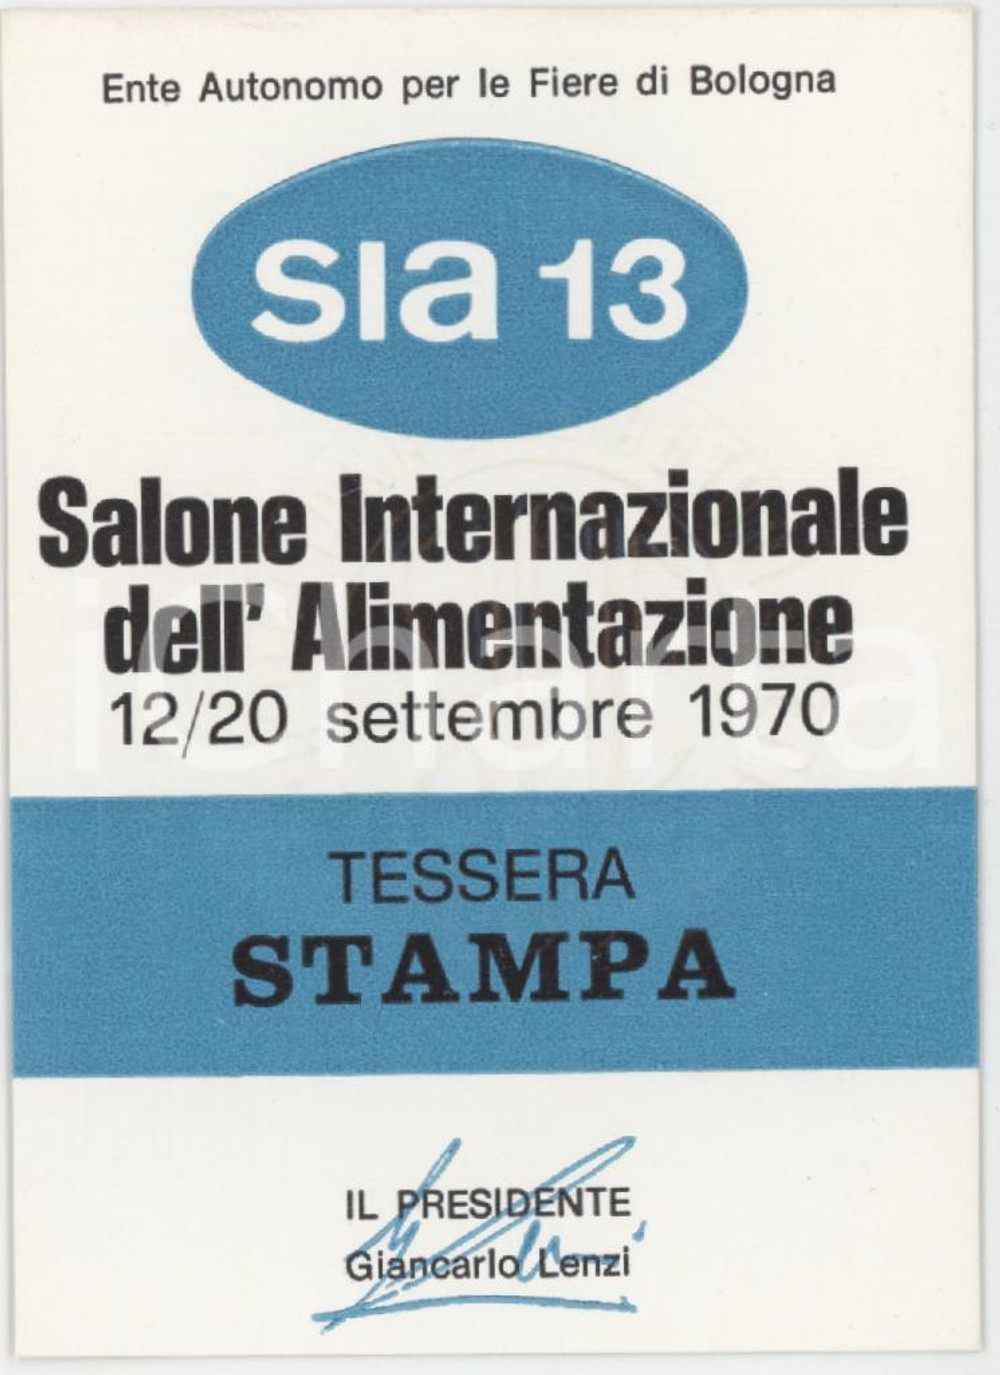 Ente Autonomo per le Fiere di Bologna
sIa 13
Salone Internazionale
dell' Alimentazione
12/20 settembre 1970
TESSERA
STAMPA
IL PRESIDENTE
Giancarlo Lenzi